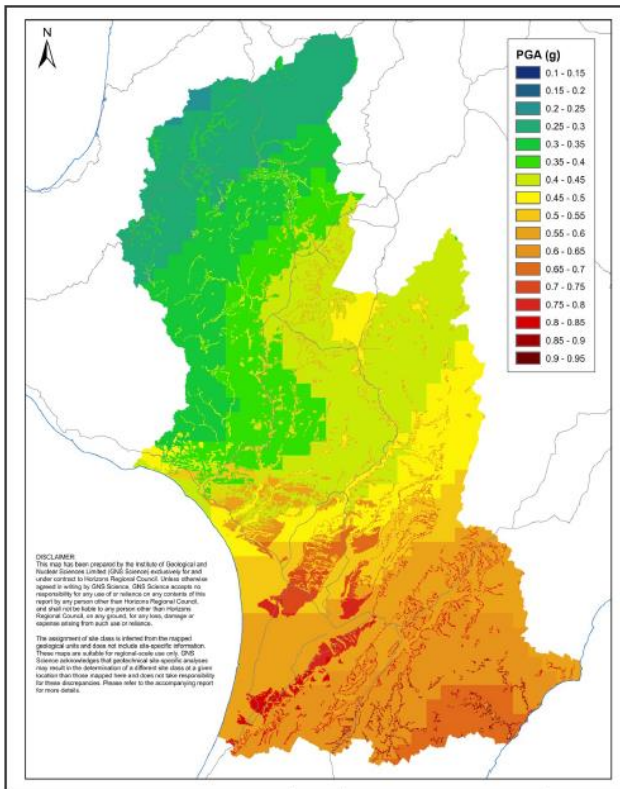 N
PGA (g)
0.1 - 0.15
0.15 - 0.2
0.2 - 0.25
0.25 - 0.3
0.3 - 0.35
0.35 - 0.4
0.4 - 0.45
0.45 - 0.5
0.5 - 0.55
0.55 - 0.6
0.6 - 0.65
0.65 - 0.7
0.7 - 0.75
0.75 - 0.8
0.8 - 0.85
0.85 - 0.9
0.9 - 0.95
DISCLAIMER:
This map has been prepared by the Institute of Geological and
Nuclear Sciences Limited (GNS Science) exclusively for and
under contract to Horizons Regional Council. Unless otherwise
agreed in writing by GNS Science, GNS Science accepts no
responsibility for any use of or reliance on any contents of this
report by any person other than Horizons Regional Council,
and shall not be liable to any person other than Horizons
Regional Council, on any ground, for any loss, damage or
expense arising from such use or reliance.
The assignment of site class is inferred from the mapped
geological units and does not include site-specific information.
These maps are suitable for regional-scale use only. GNS
Science acknowledges that geotechnical site-specific analyses
may result in the determination of a different site class at a given
location than those mapped here and does not take responsibility
for these discrepancies. Please refer to the accompanying report
for more details.